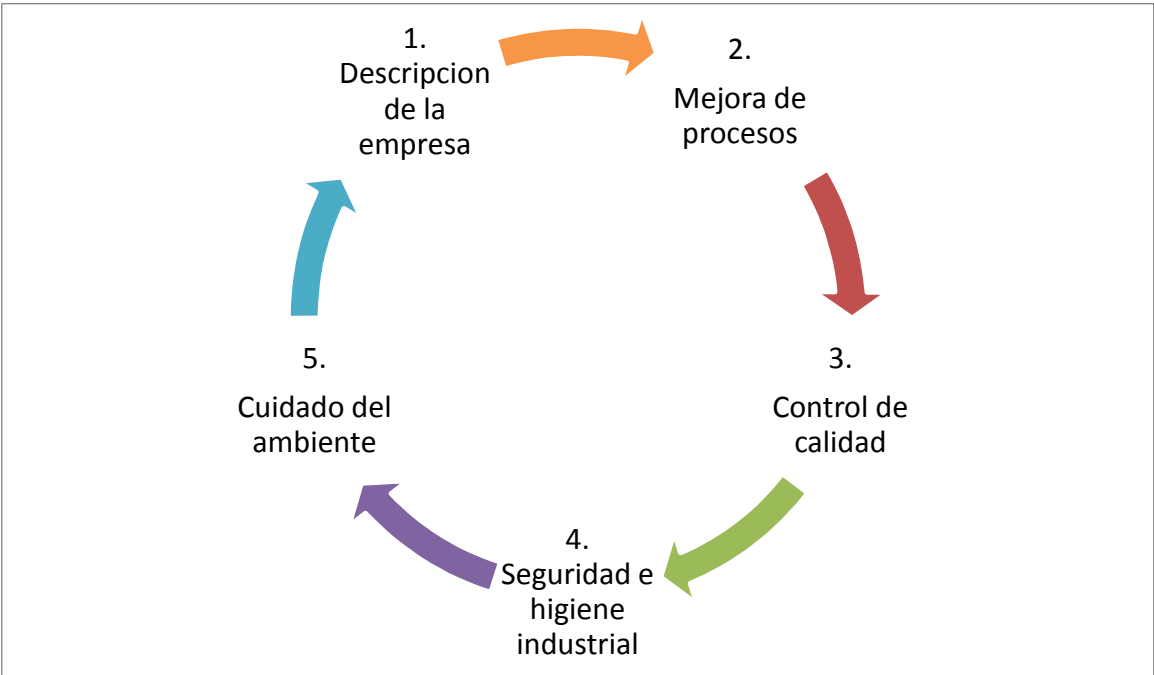 1.
Descripcion
de la
empresa
2.
Mejora de
procesos
3.
Control de
calidad
4.
Seguridad e
higiene
industrial
5.
Cuidado del
ambiente